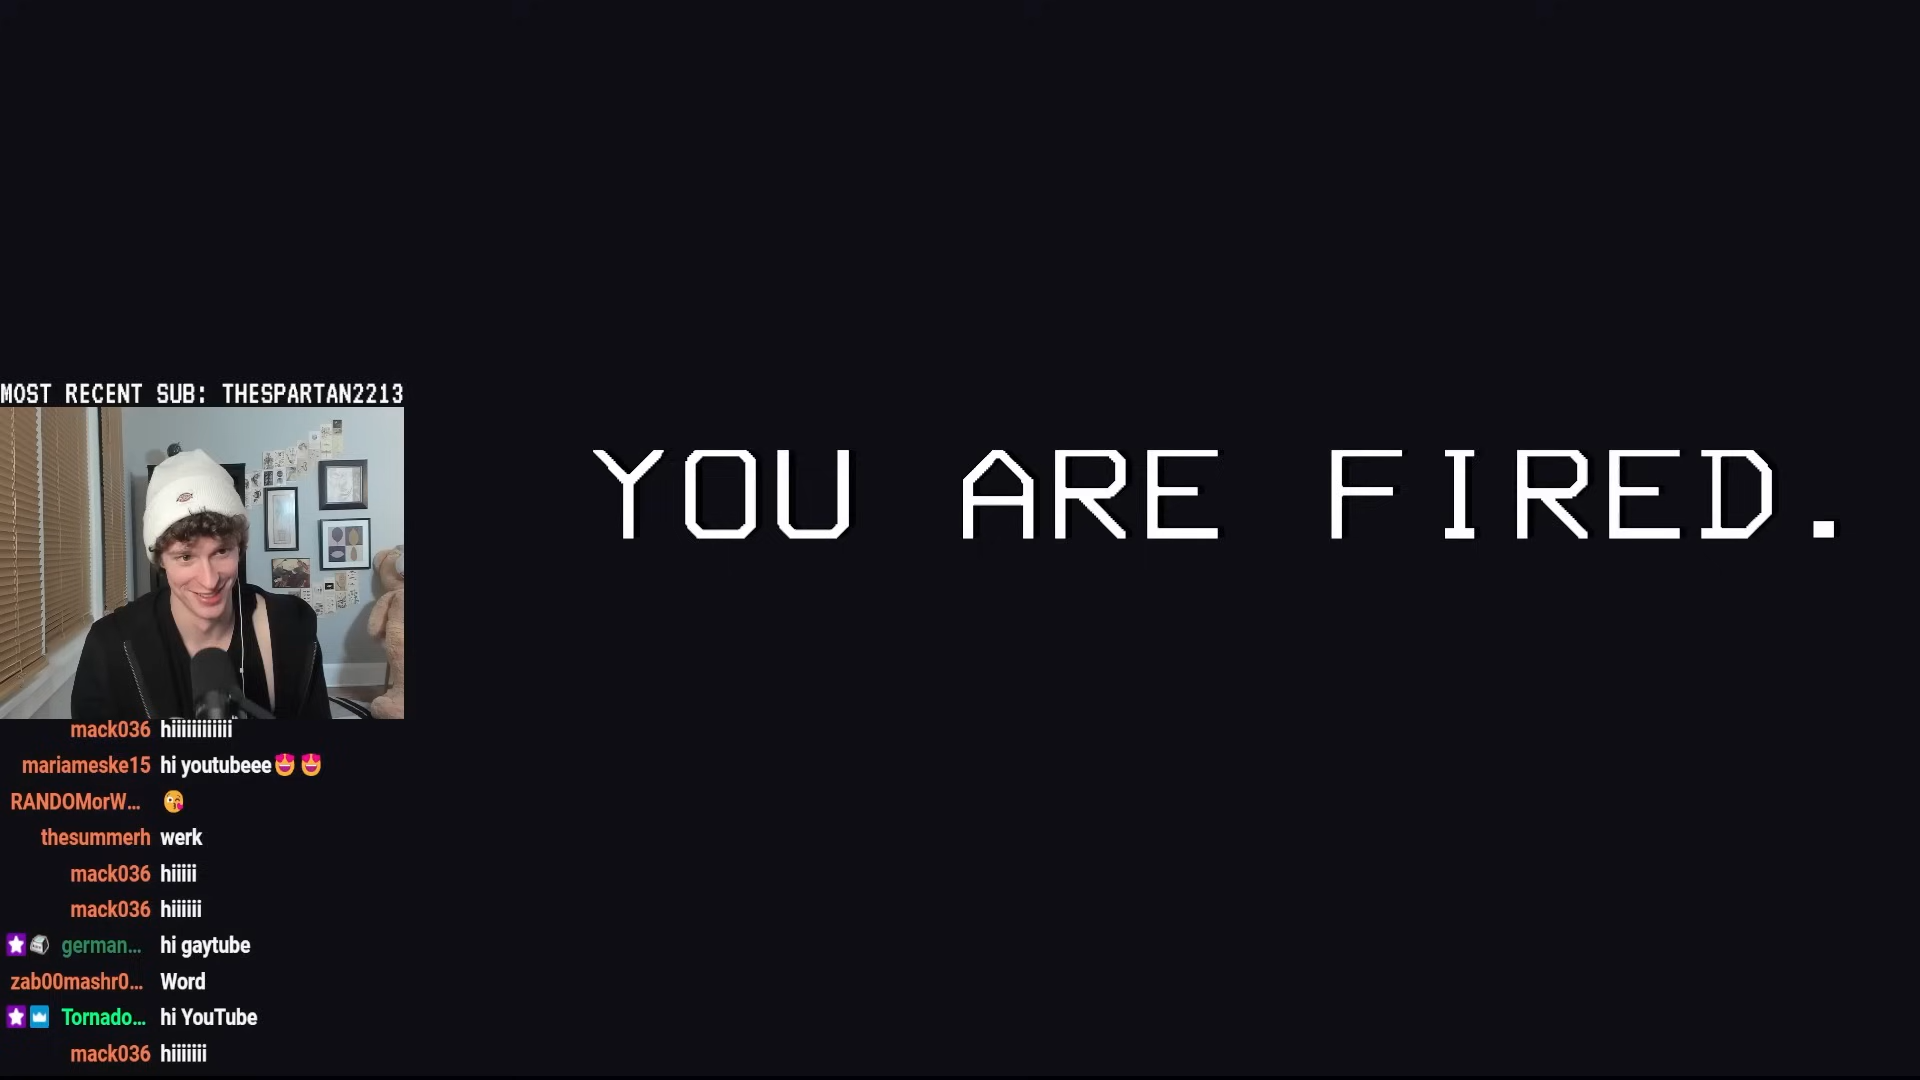 MOST RECENT SUB: THESPARTAN2213
YOU ARE FIRED.
mack036 hiiiiiiiiiiii
mariameske15 hi youtubeee😍😍
RANDOMorW... 😘
thesummerh werk
mack036 hiiiii
mack036 hiiiiii
german... hi gaytube
zab00mashr0... Word
Tornado... hi YouTube
mack036 hiiiiiii